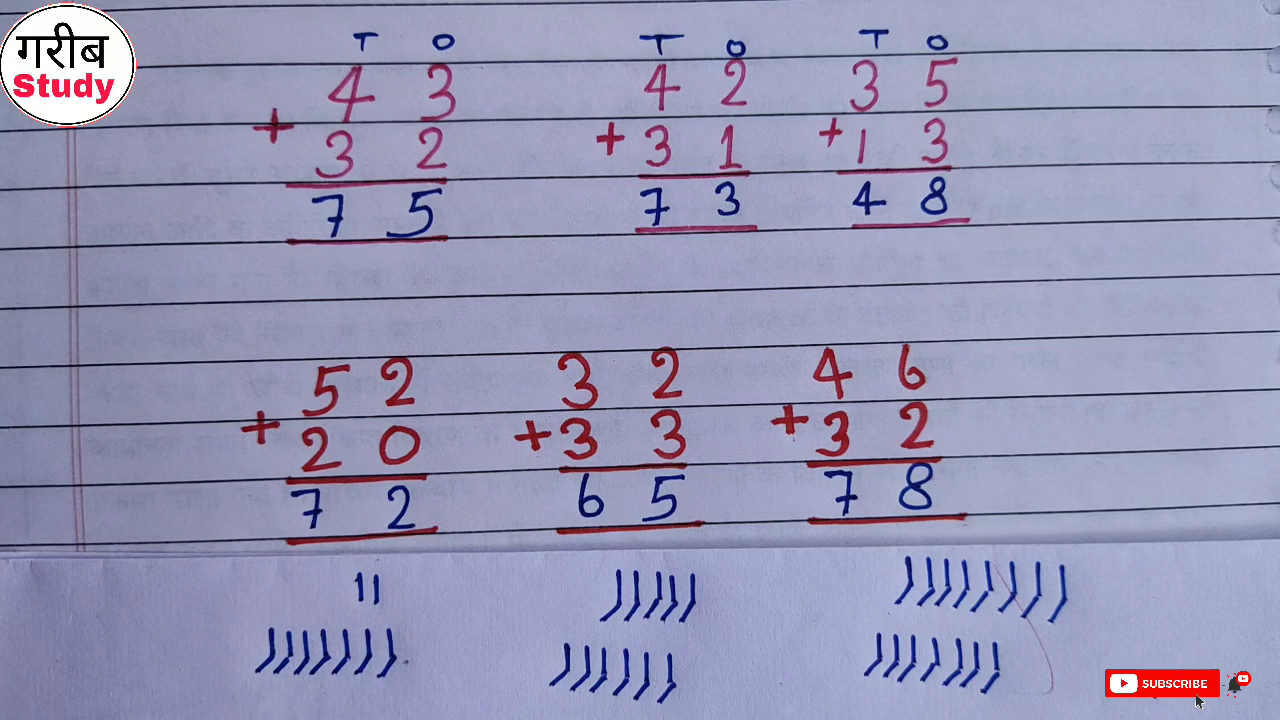 गरीब
Study
T O T O T O
4 3 4 2 3 5
+ 3 2 + 3 1 + 1 3
7 5 7 3 4 8
5 2 3 2 4 6
+ 2 0 + 3 3 + 3 2
7 2 6 5 7 8
SUBSCRIBE